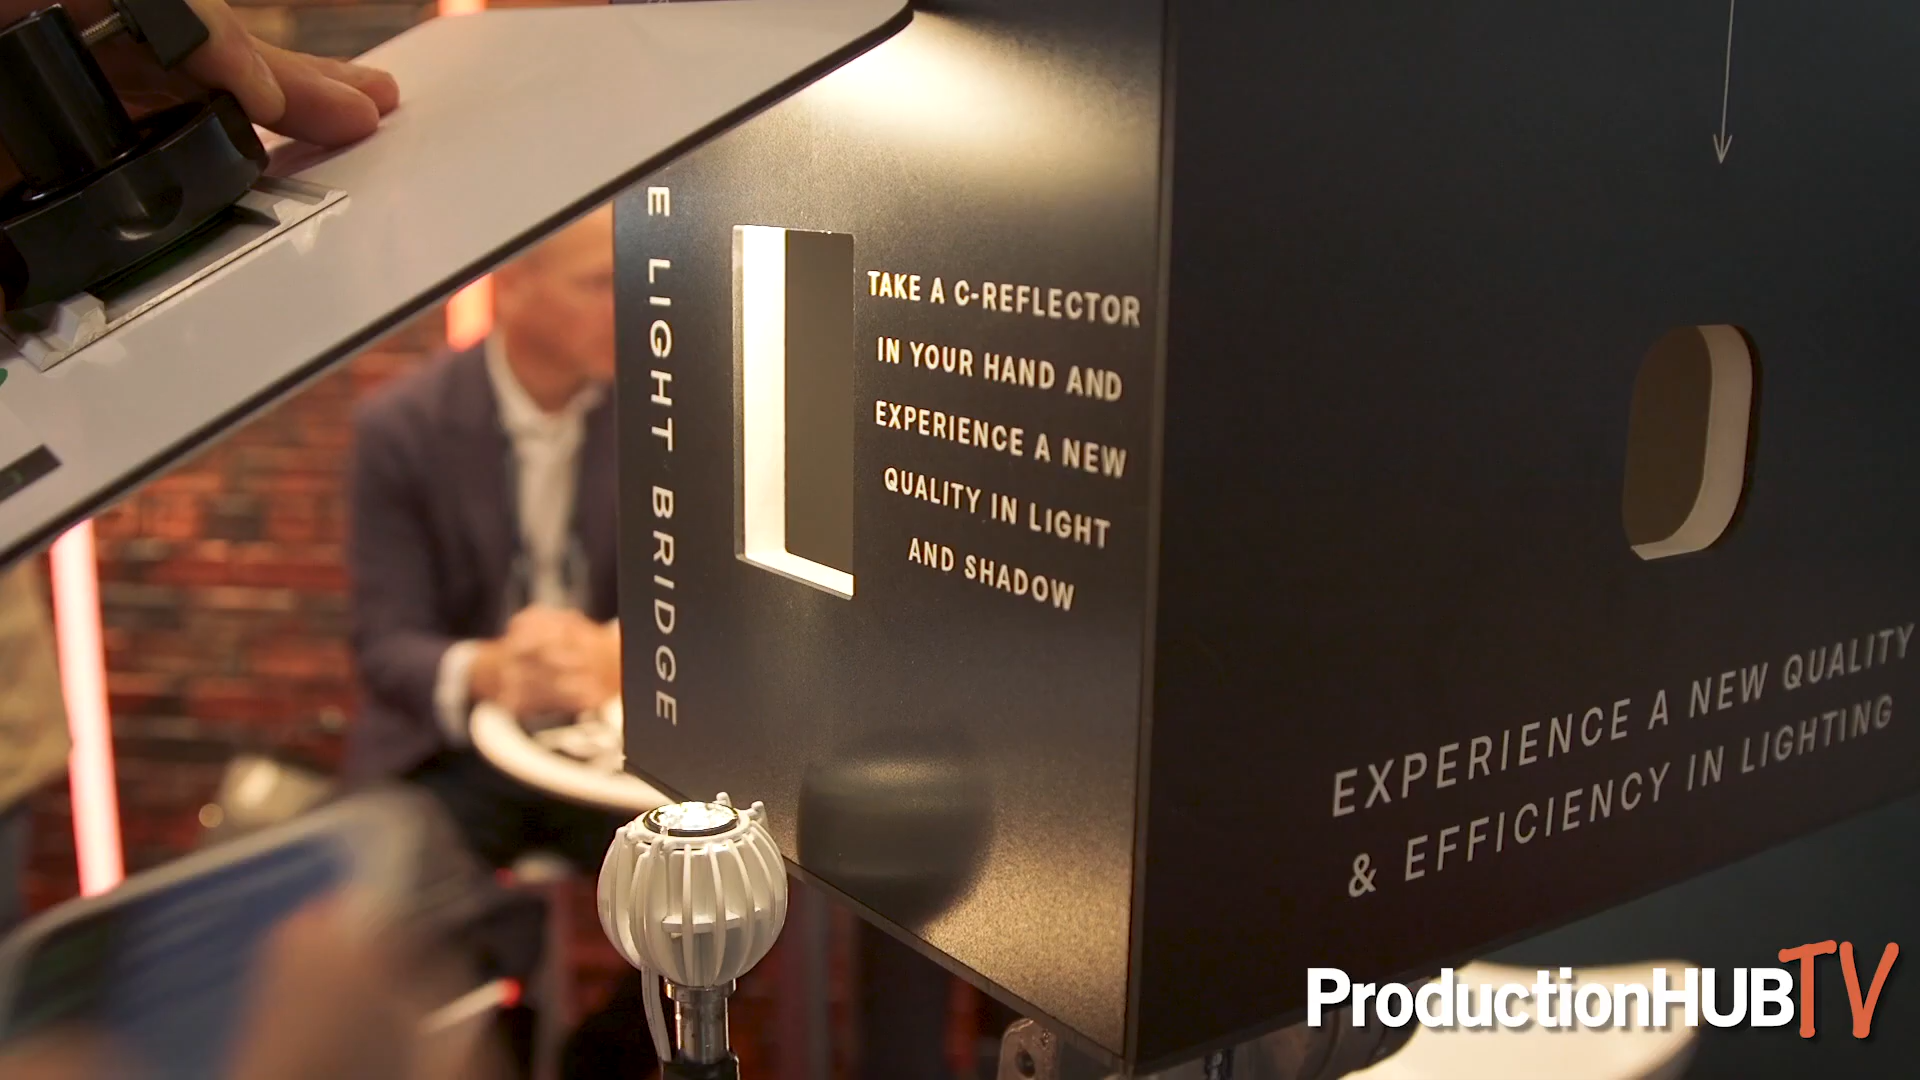 E LIGHT BRIDGE
TAKE A C-REFLECTOR
IN YOUR HAND AND
EXPERIENCE A NEW
QUALITY IN LIGHT
AND SHADOW
EXPERIENCE A NEW QUALITY
& EFFICIENCY IN LIGHTING
ProductionHUBTV